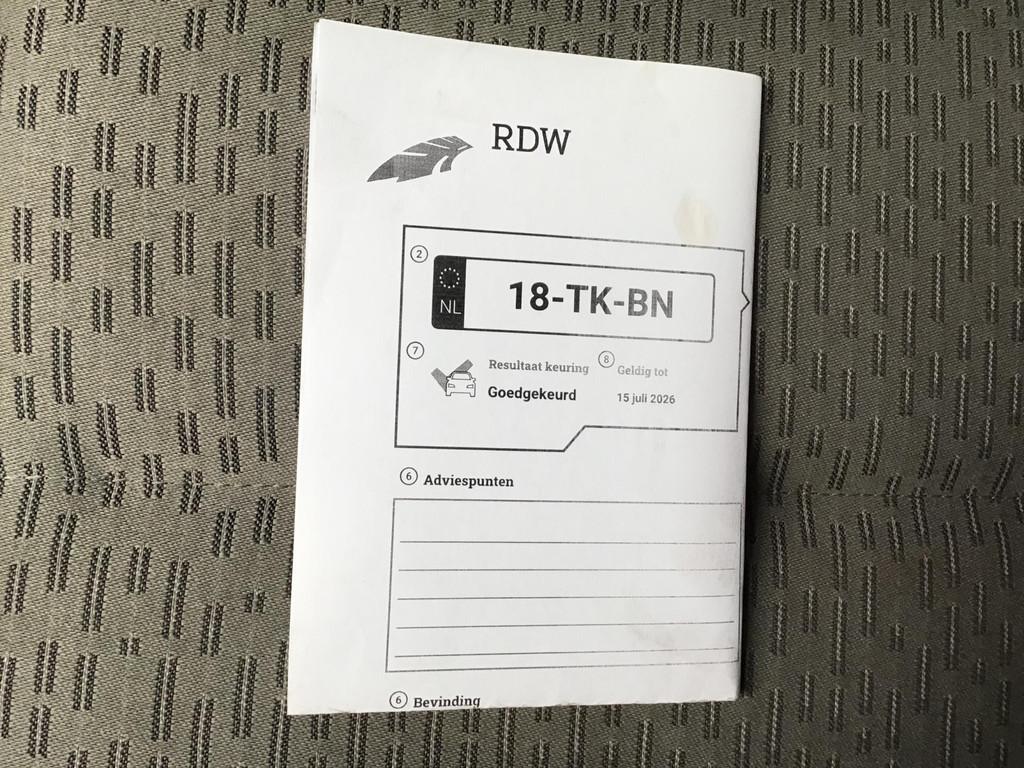 RDW
2
NL 18-TK-BN
7 Resultaat keuring 8 Geldig tot
Goedgekeurd 15 juli 2026
6 Adviespunten
6 Bevinding